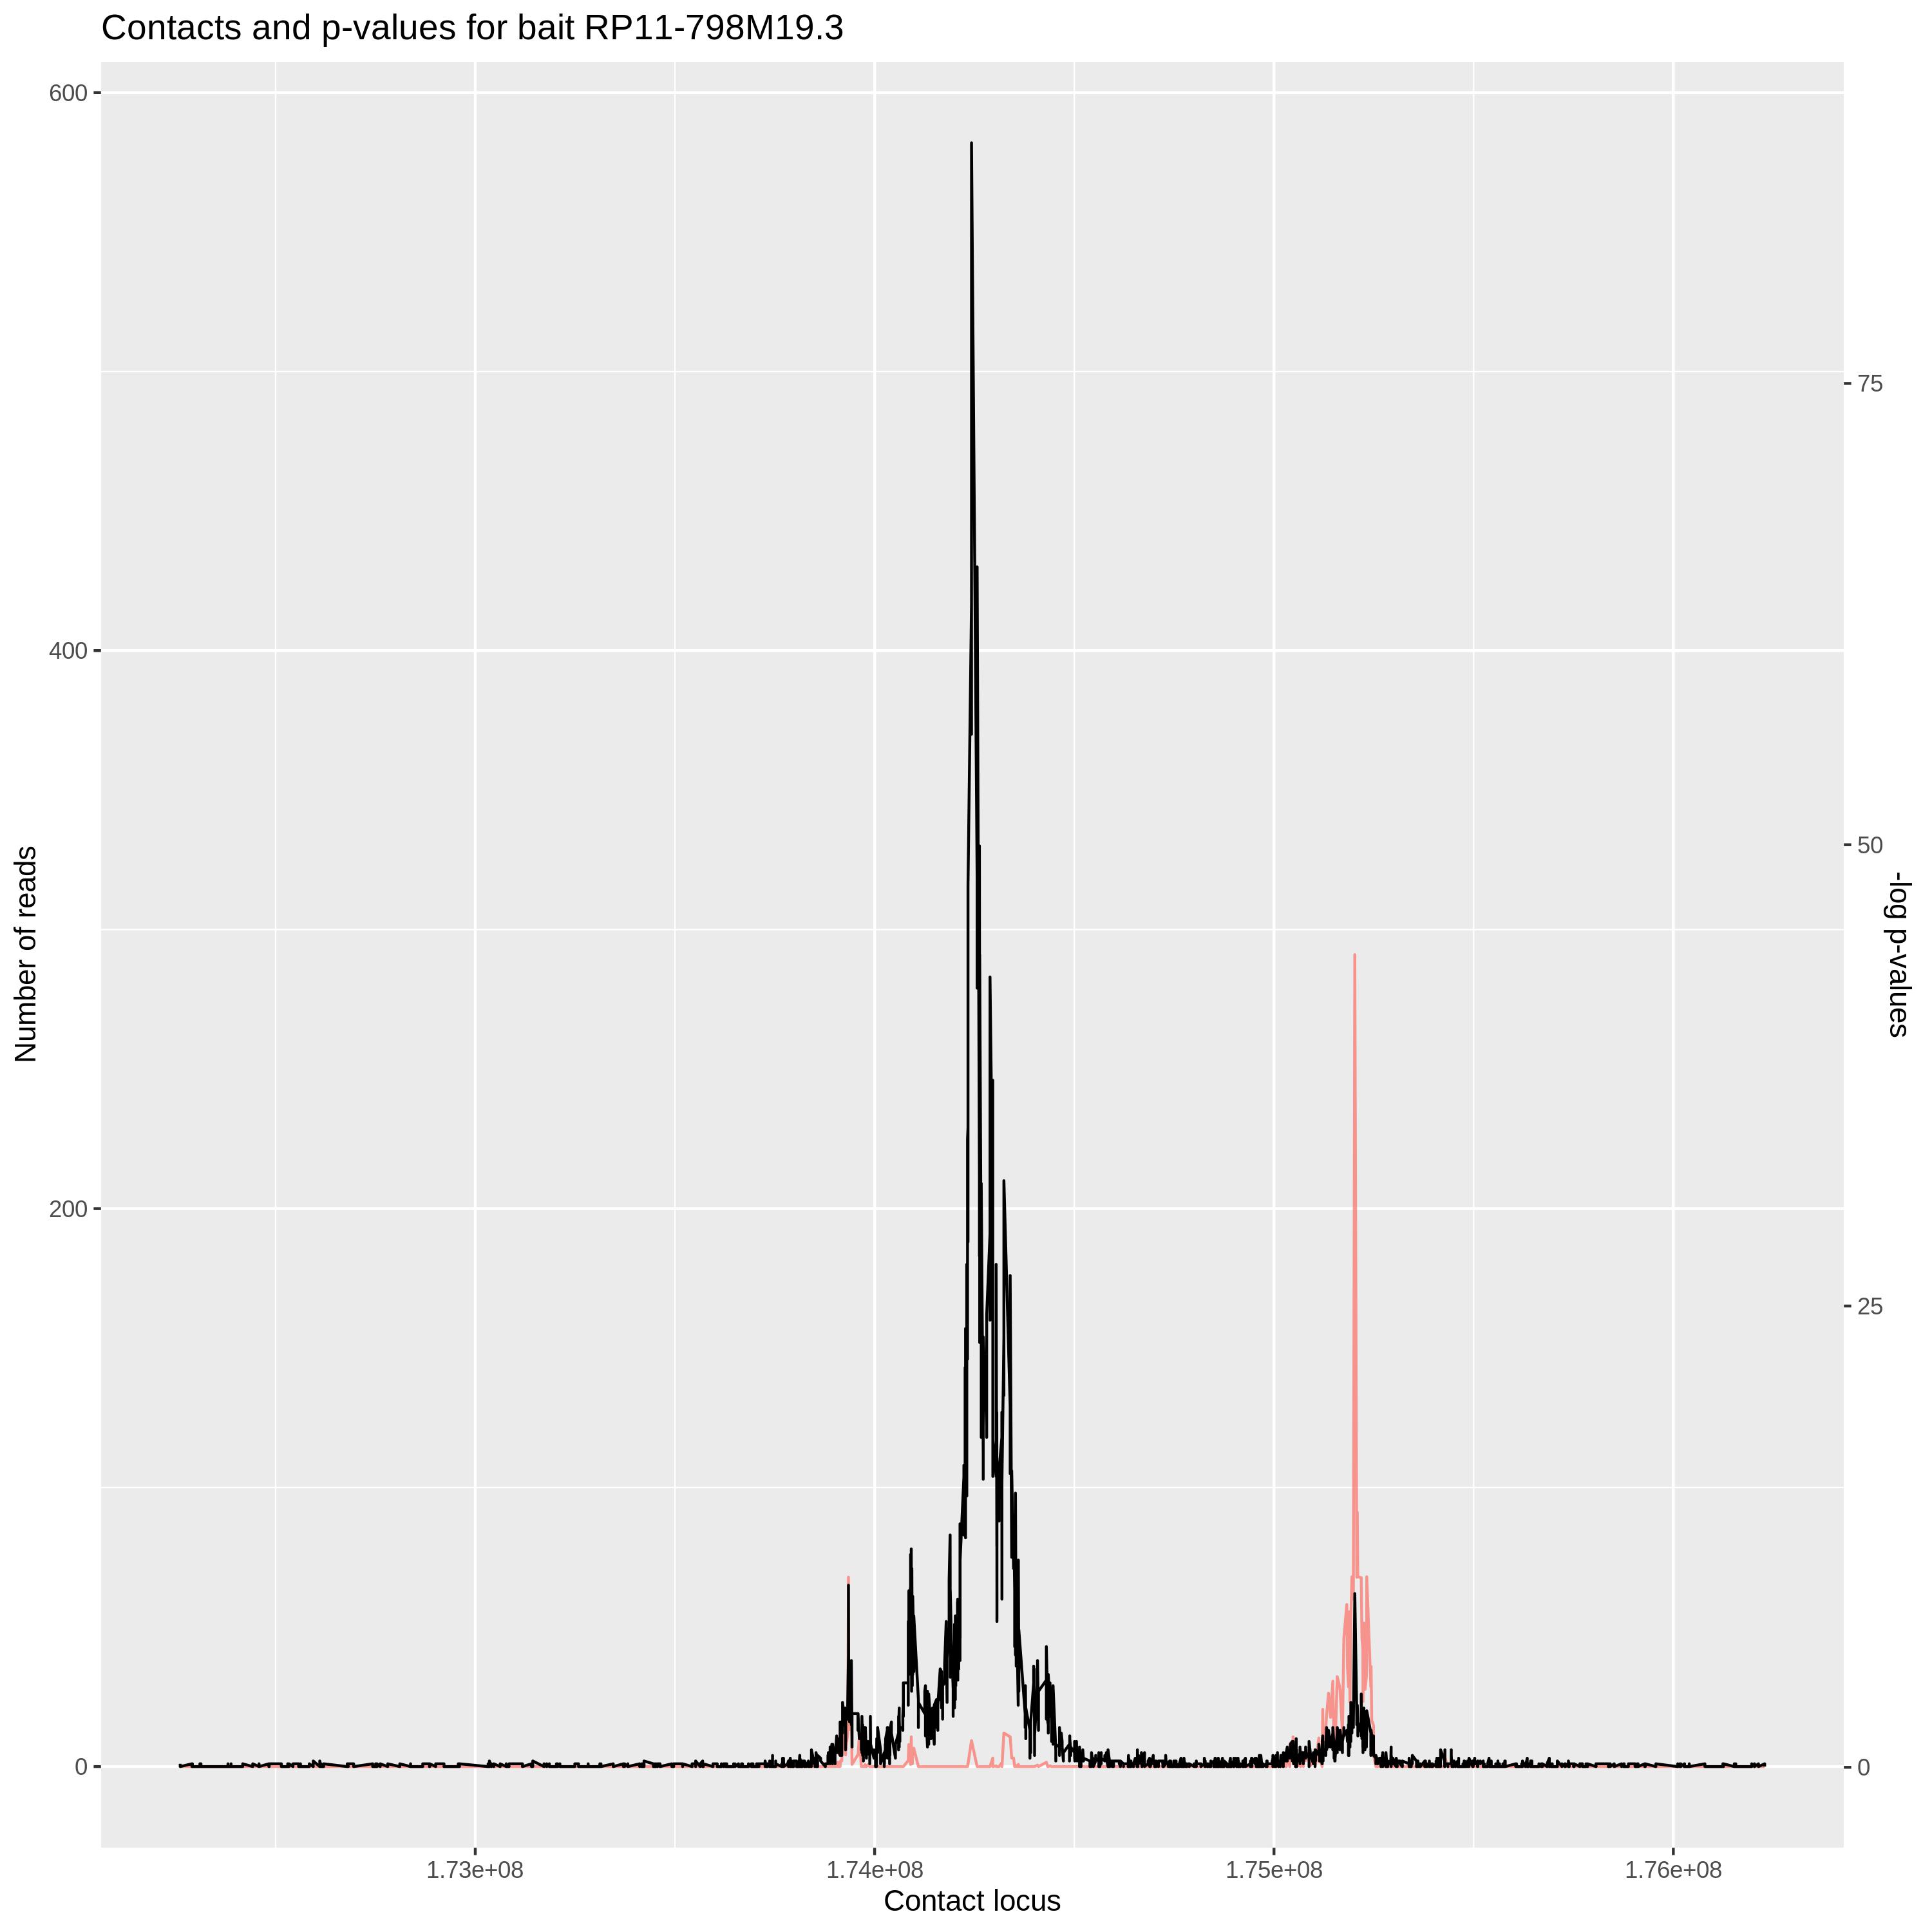 Contacts and p-values for bait RP11-798M19.3
600
400
200
0
Number of reads
75
50
25
0
-log p-values
1.73e+08
1.74e+08
1.75e+08
1.76e+08
Contact locus